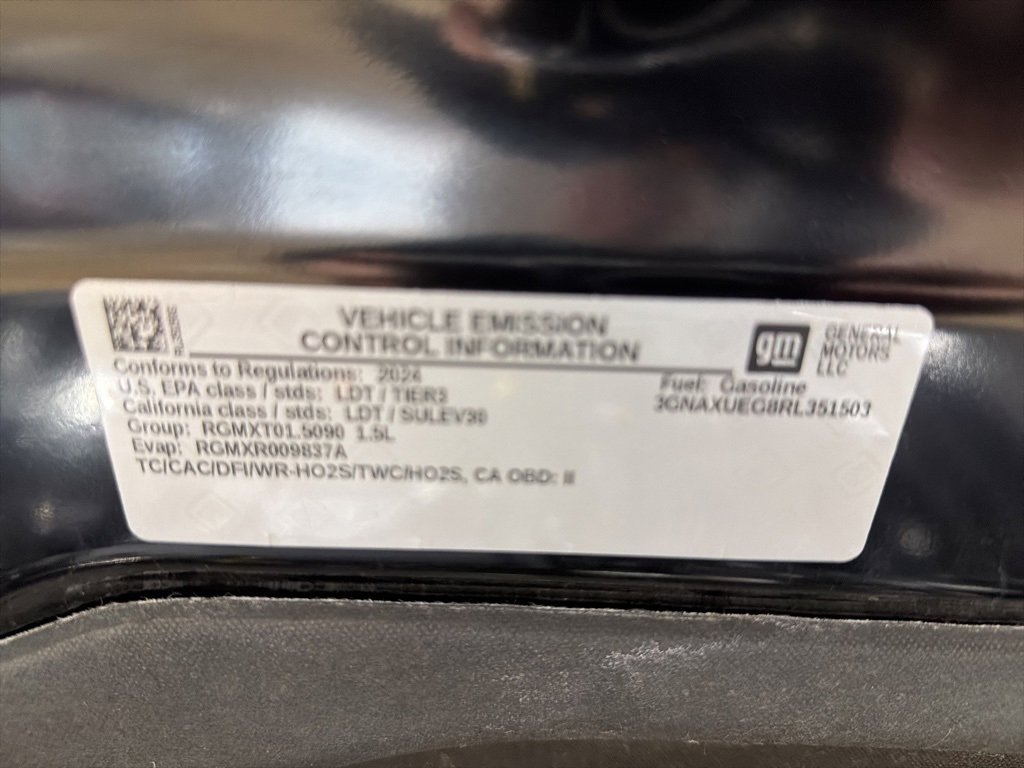 VEHICLE EMISSION
CONTROL INFORMATION
gm
GENERAL
MOTORS
LLC
Conforms to Regulations: 2024
U.S. EPA class / stds: LDT / TIER3
California class / stds: LDT / SULEV30
Group: RGMXT01.5090 1.5L
Evap: RGMXR009837A
TC/CAC/DFI/WR-HO2S/TWC/HO2S, CA OBD: II
Fuel: Gasoline
3GNAXUEG8RL351503